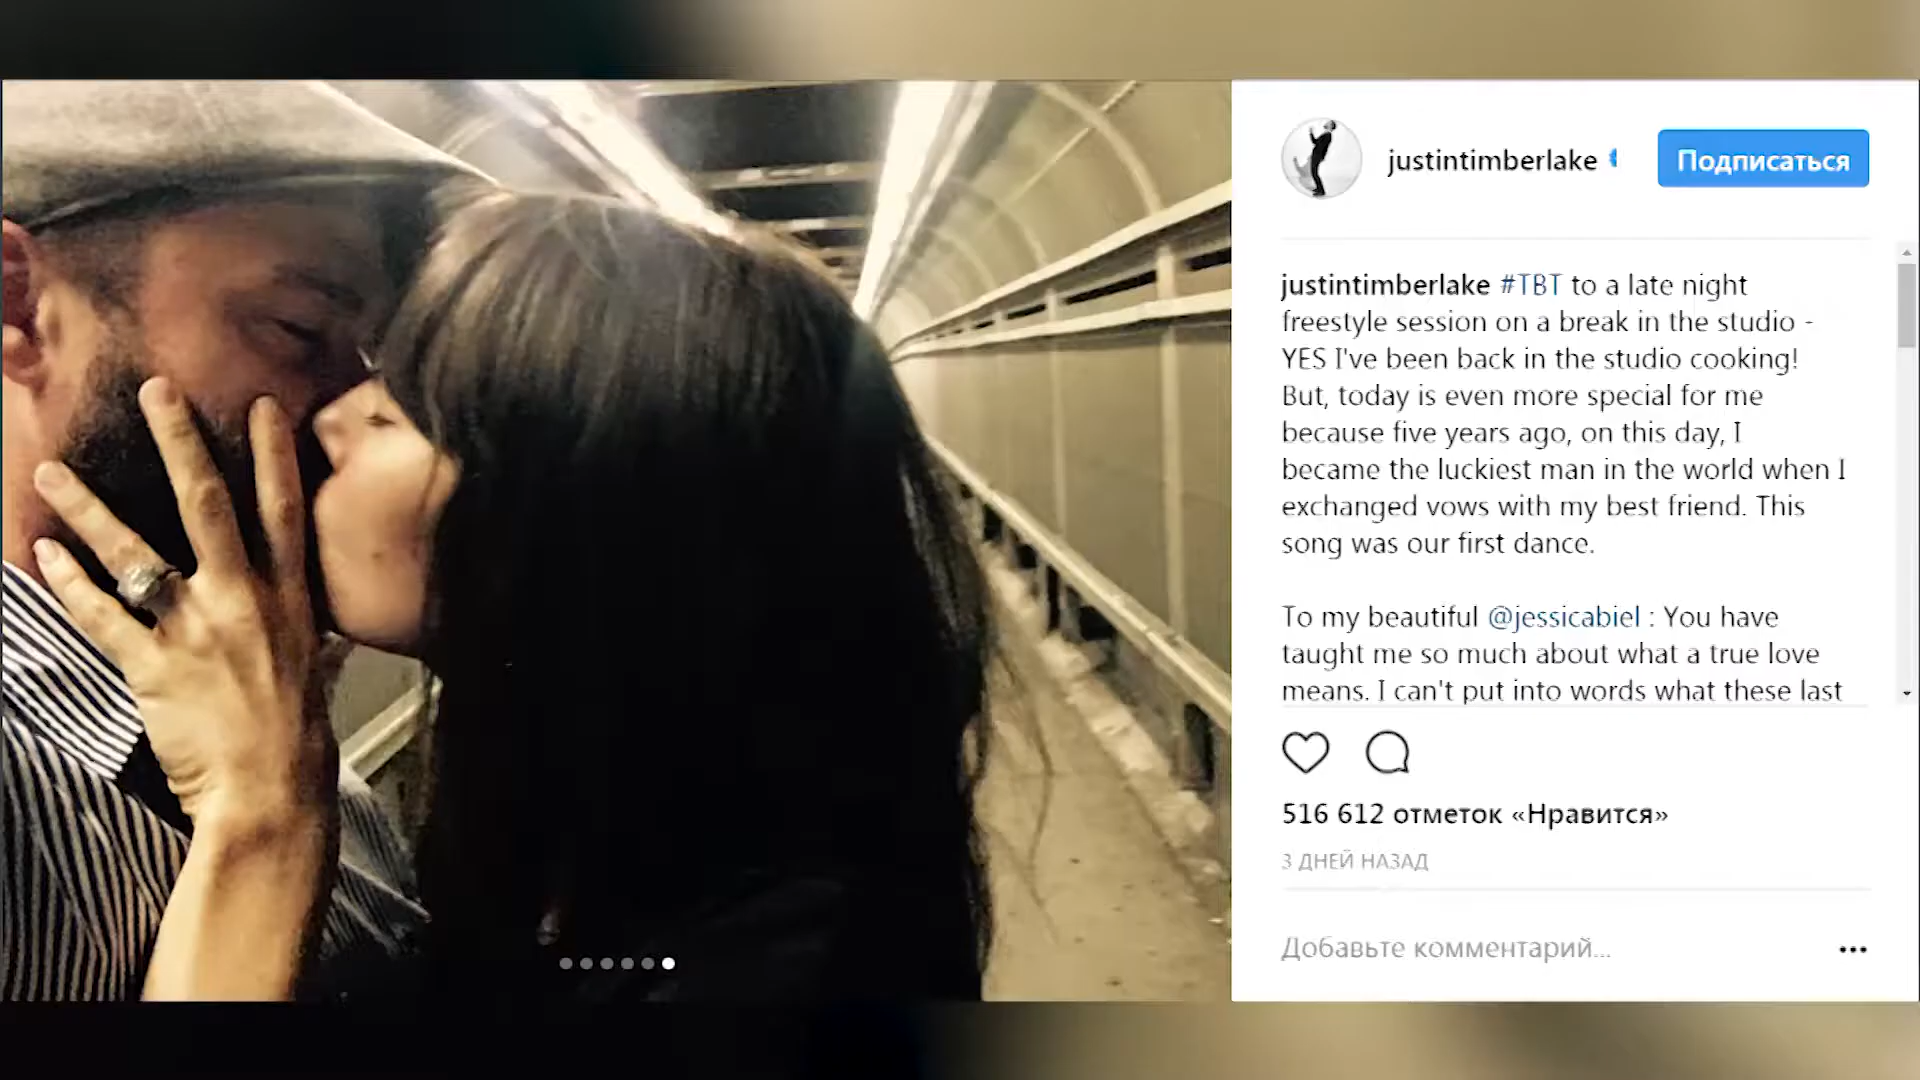 justintimberlake
Подписаться
justintimberlake #TBT to a late night
freestyle session on a break in the studio -
YES I've been back in the studio cooking!
But, today is even more special for me
because five years ago, on this day, I
became the luckiest man in the world when I
exchanged vows with my best friend. This
song was our first dance.
To my beautiful @jessicabiel : You have
taught me so much about what a true love
means. I can't put into words what these last
516 612 отметок «Нравится»
3 ДНЕЙ НАЗАД
Добавьте комментарий...